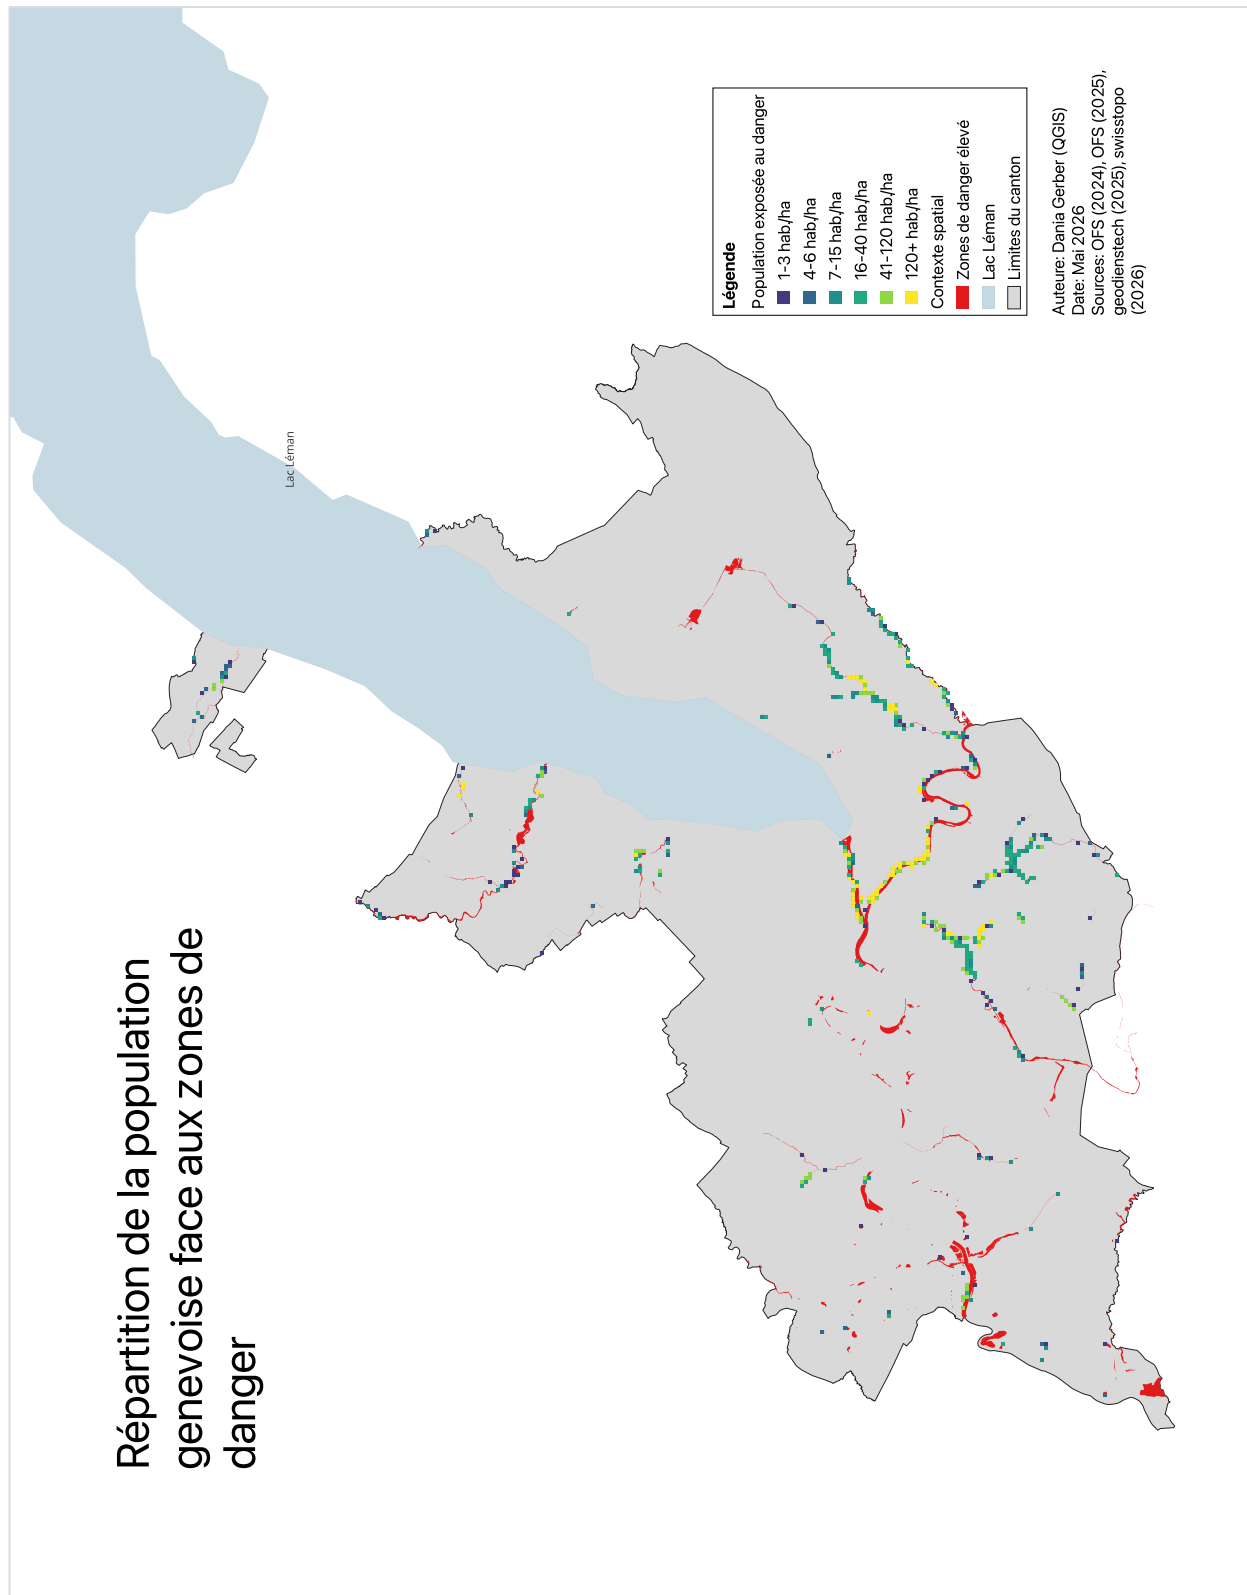 Répartition de la population
genevoise face aux zones de
danger
Lac Léman
Légende
Population exposée au danger
1-3 hab/ha
4-6 hab/ha
7-15 hab/ha
16-40 hab/ha
41-120 hab/ha
120+ hab/ha
Contexte spatial
Zones de danger élevé
Lac Léman
Limites du canton
Auteure: Dania Gerber (QGIS)
Date: Mai 2026
Sources: OFS (2024), OFS (2025),
geodienstech (2025), swisstopo
(2026)